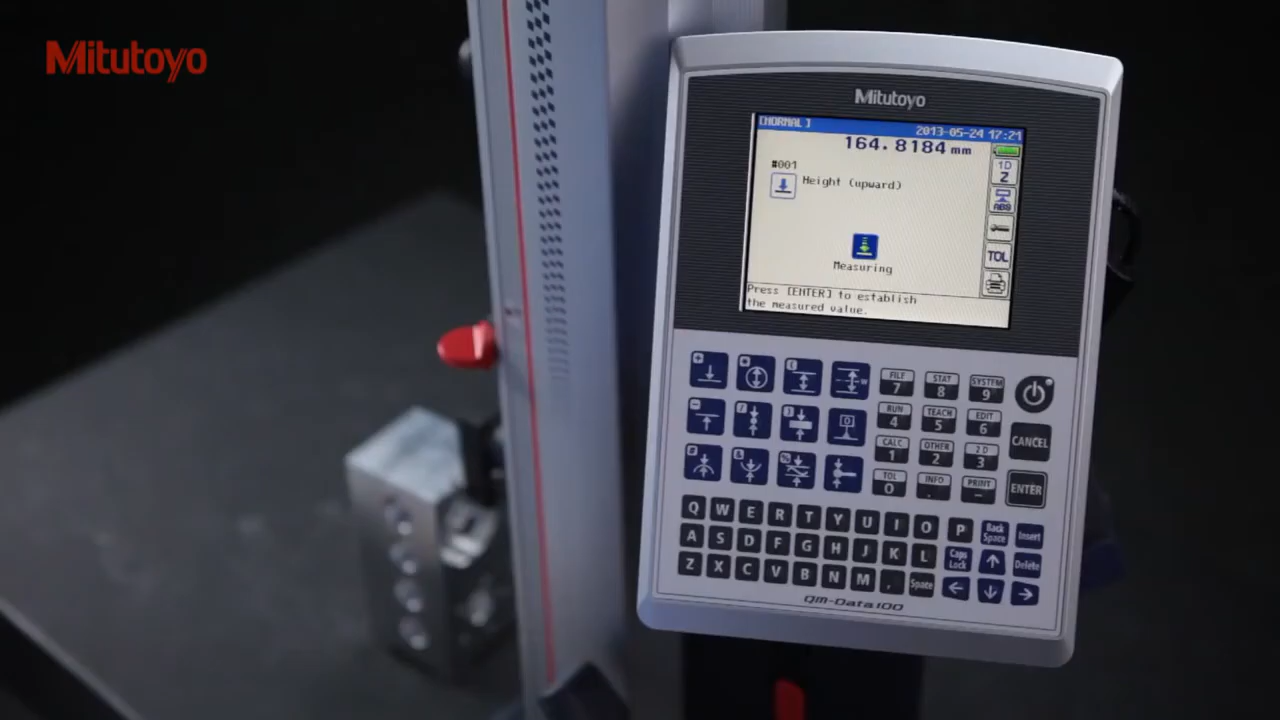 Mitutoyo
Mitutoyo
[NORMAL]
2013-05-24 17:21
164.8184 mm
1D
Z
#001
Height (upward)
ABS
TOL
Measuring
Press [ENTER] to establish
the measured value.
FILE STAT SYSTEM
7 8 9
RUN TEACH EDIT
4 5 6
CANCEL
CALC OTHER 2D
1 2 3
TOL INFO PRINT
0 . −
ENTER
Q W E R T Y U I O P Back Space Insert
A S D F G H J K L Caps Lock ↑ Delete
Z X C V B N M . Space ← ↓ →
QM-Data100